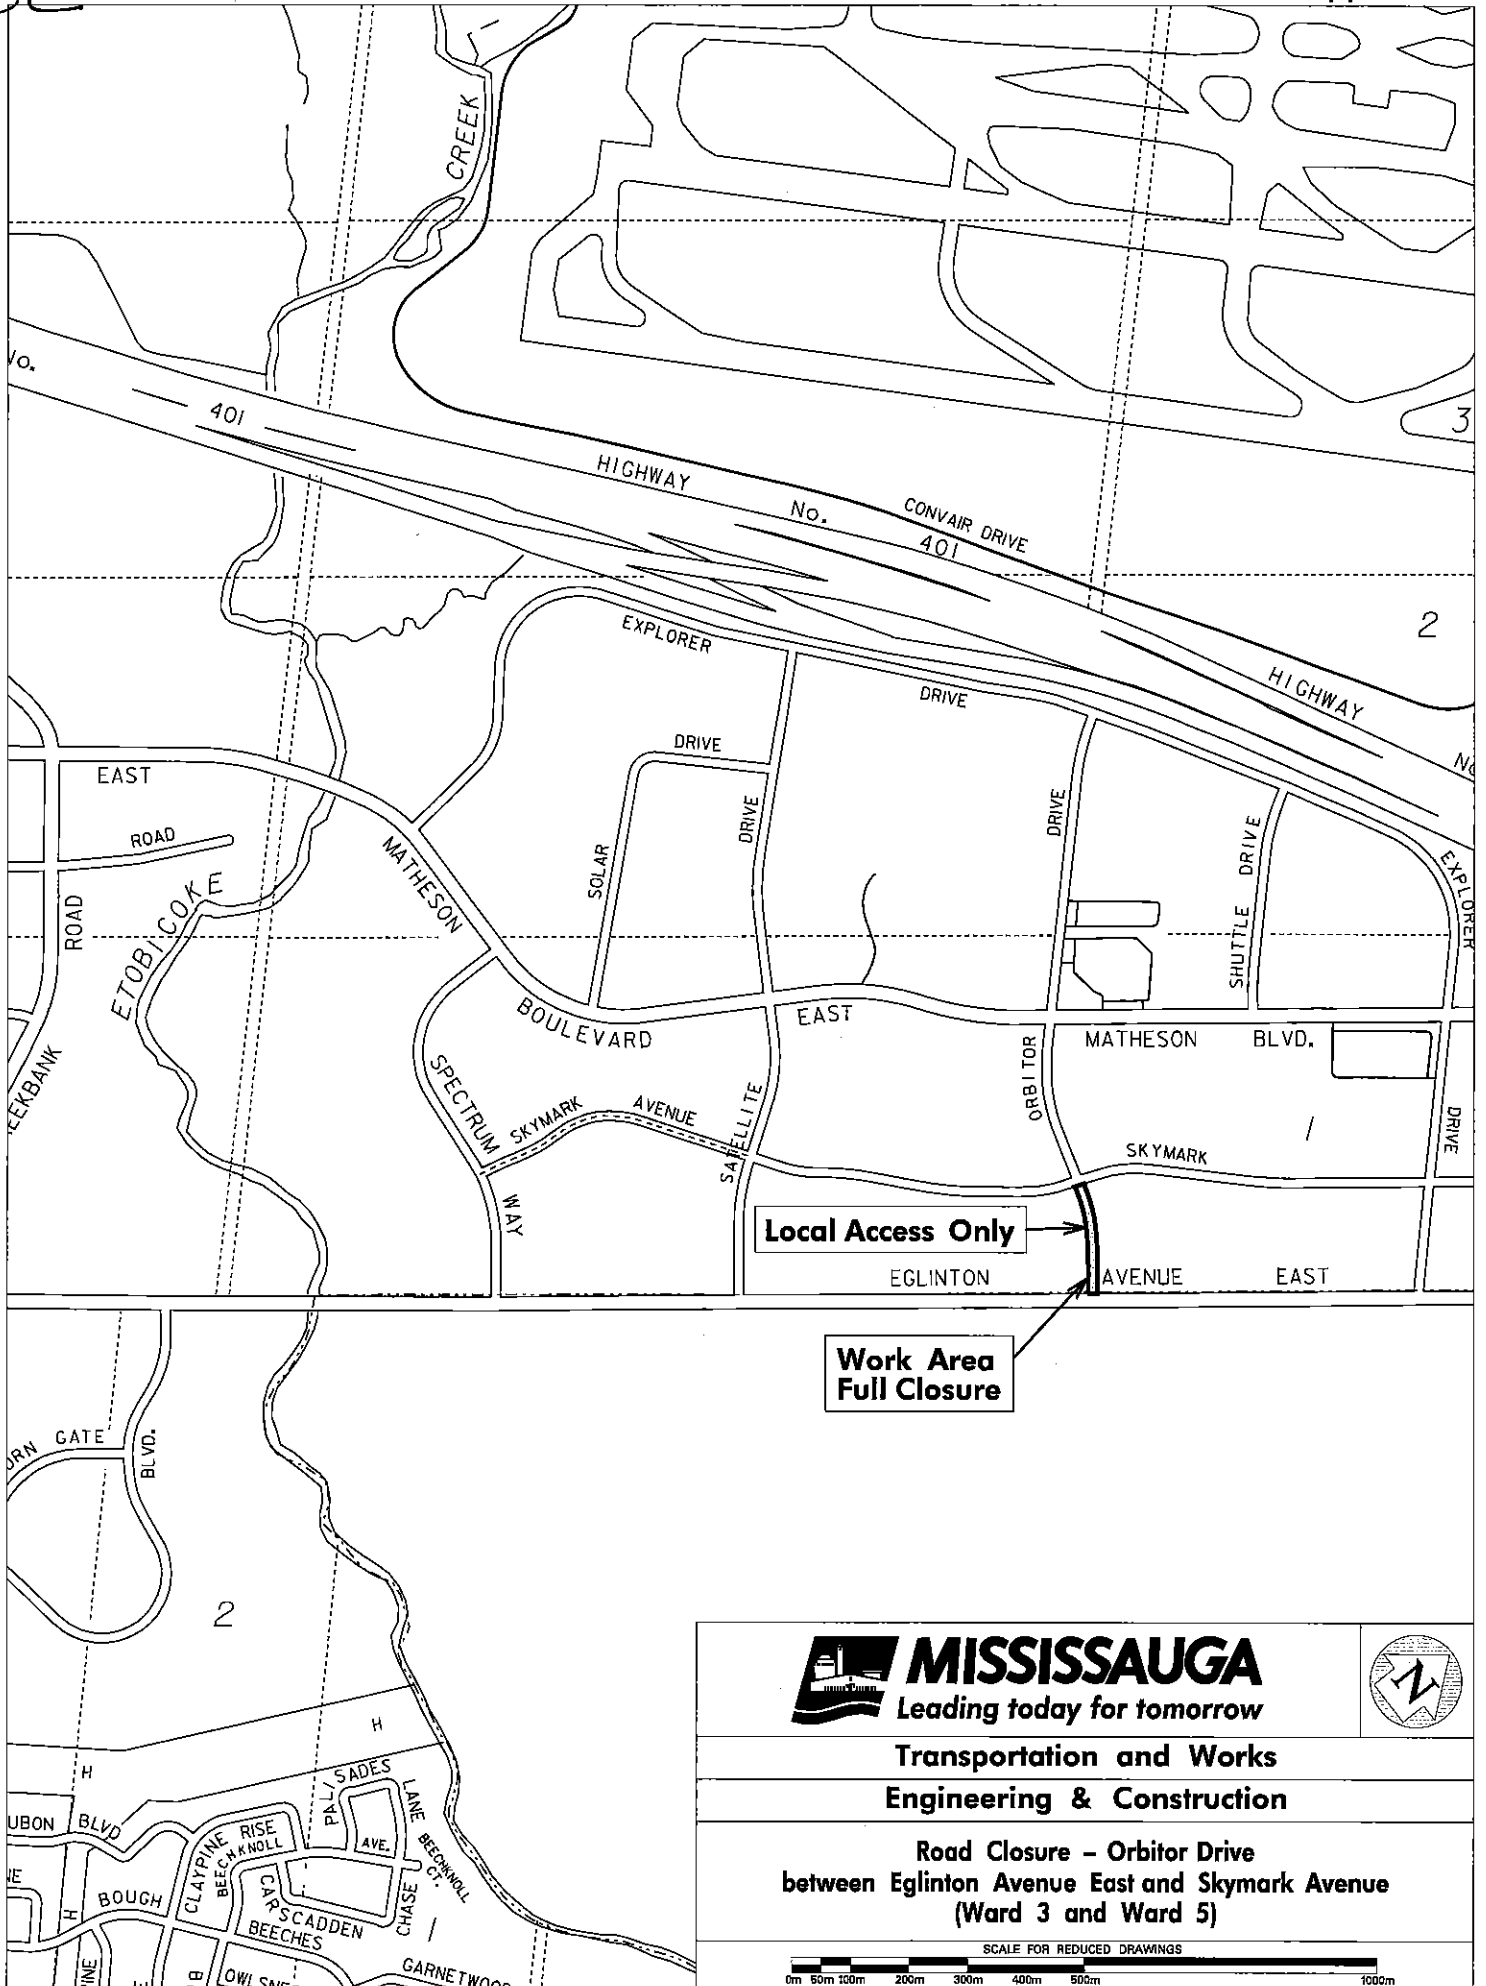 CREEK
No.
401
HIGHWAY
No.
401
CONVAIR DRIVE
3
2
HIGHWAY
EXPLORER
DRIVE
EAST
ROAD
ROAD
DRIVE
SOLAR
DRIVE
DRIVE
SHUTTLE DRIVE
EXPLORER
MATHESON
ETOBICOKE
BOULEVARD
EAST
MATHESON BLVD.
ORBITOR
SPECTRUM
SKYMARK
AVENUE
SATELLITE
SKYMARK
DRIVE
WAY
Local Access Only
EGLINTON
AVENUE
EAST
Work Area
Full Closure
GATE
BLVD.
2
H
H
PALISADES
LANE
BLVD
CLAYPINE
RISE
BEECHKNOLL
AVE.
BEECHKNOLL
CT.
BOUGH
H
CARSCADDEN
CHASE
BEECHES
MISSISSAUGA
Leading today for tomorrow
N
Transportation and Works
Engineering & Construction
Road Closure – Orbitor Drive
between Eglinton Avenue East and Skymark Avenue
(Ward 3 and Ward 5)
SCALE FOR REDUCED DRAWINGS
0m 50m 100m 200m 300m 400m 500m 1000m